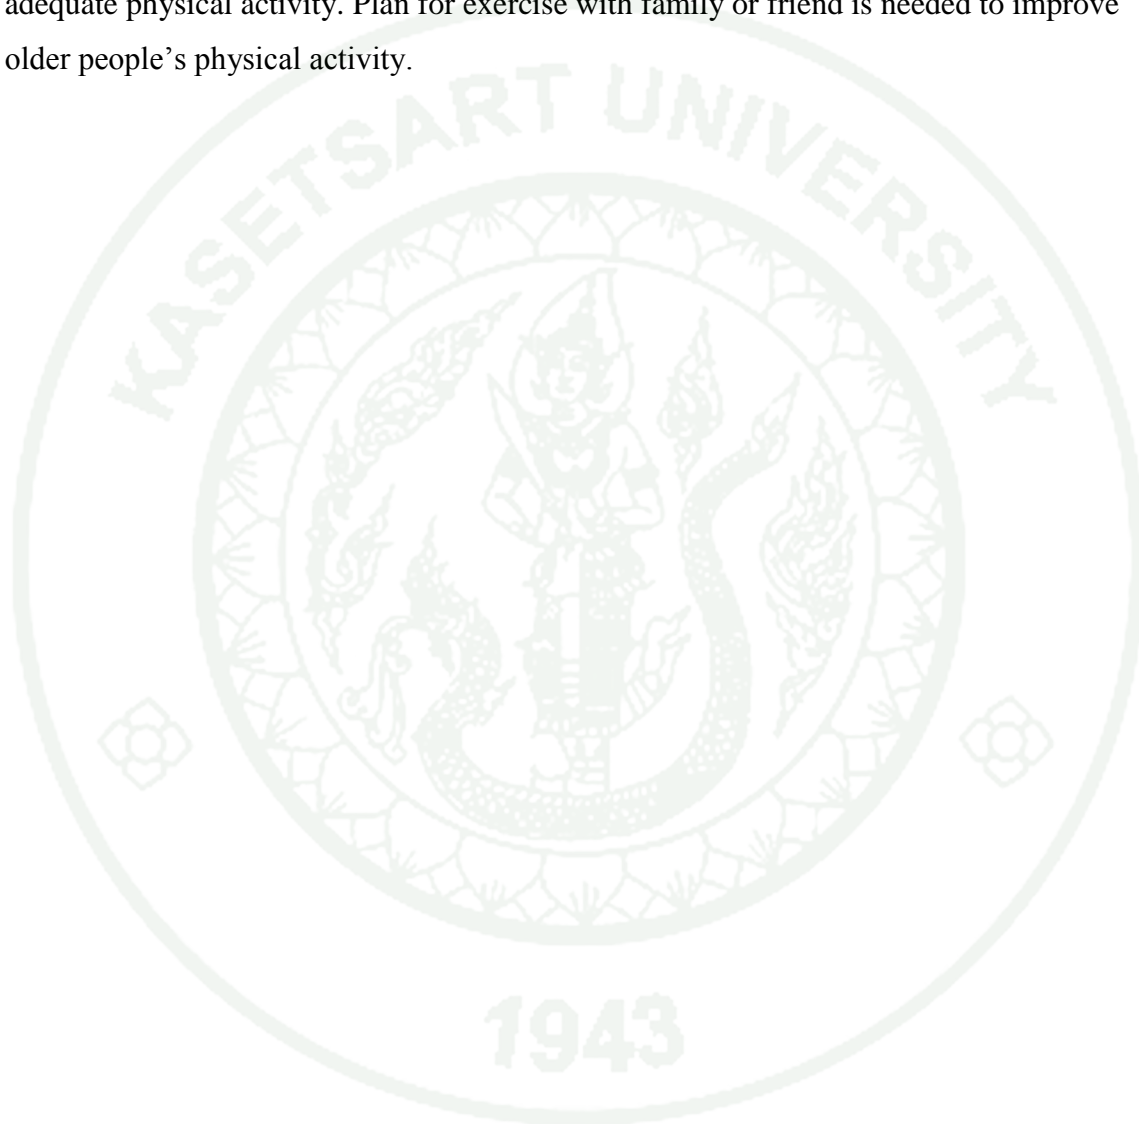 adequate physical activity. Plan for exercise with family or friend is needed to improve
older people's physical activity.
KASETSART UNIVERSITY
1943